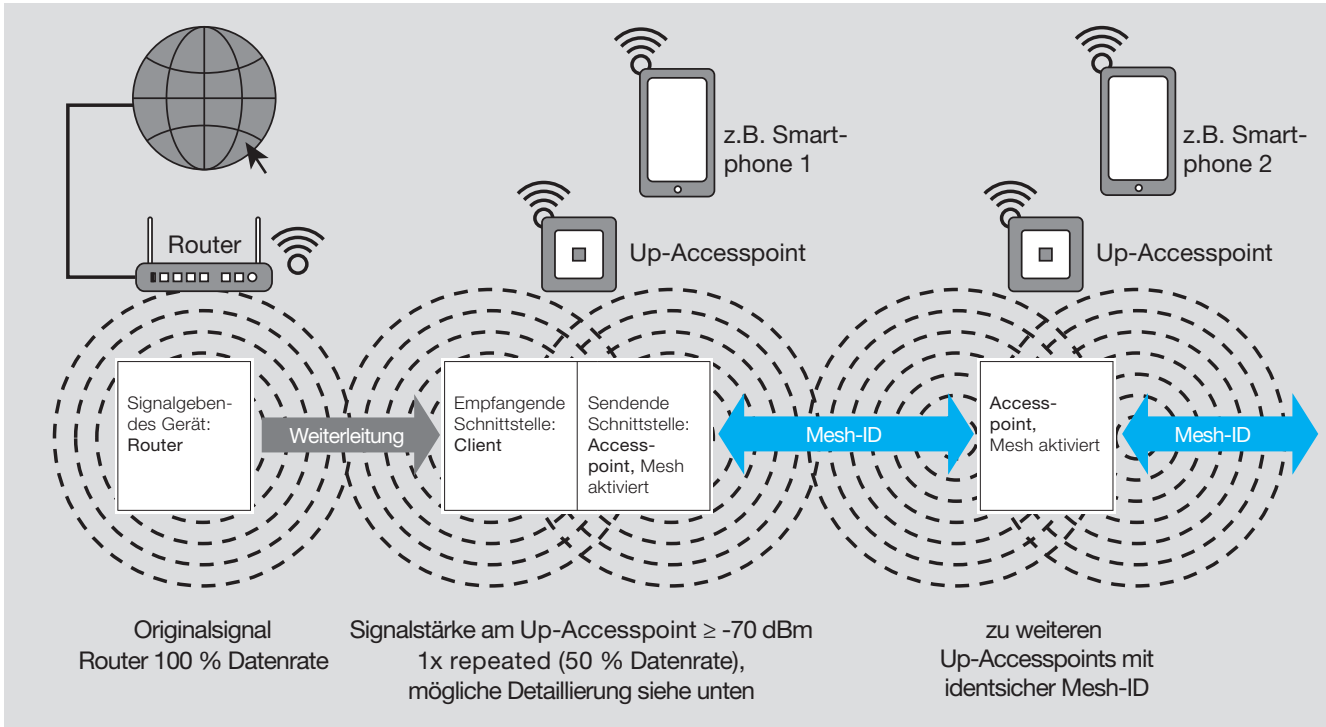 z.B. Smart-
phone 1
z.B. Smart-
phone 2
Router
Up-Accesspoint
Up-Accesspoint
Signalgeben-
des Gerät:
Router
Weiterleitung
Empfangende
Schnittstelle:
Client
Sendende
Schnittstelle:
Access-
point, Mesh
aktiviert
Mesh-ID
Access-
point,
Mesh aktiviert
Mesh-ID
Originalsignal
Router 100 % Datenrate
Signalstärke am Up-Accesspoint ≥ -70 dBm
1x repeated (50 % Datenrate),
mögliche Detaillierung siehe unten
zu weiteren
Up-Accesspoints mit
identsicher Mesh-ID